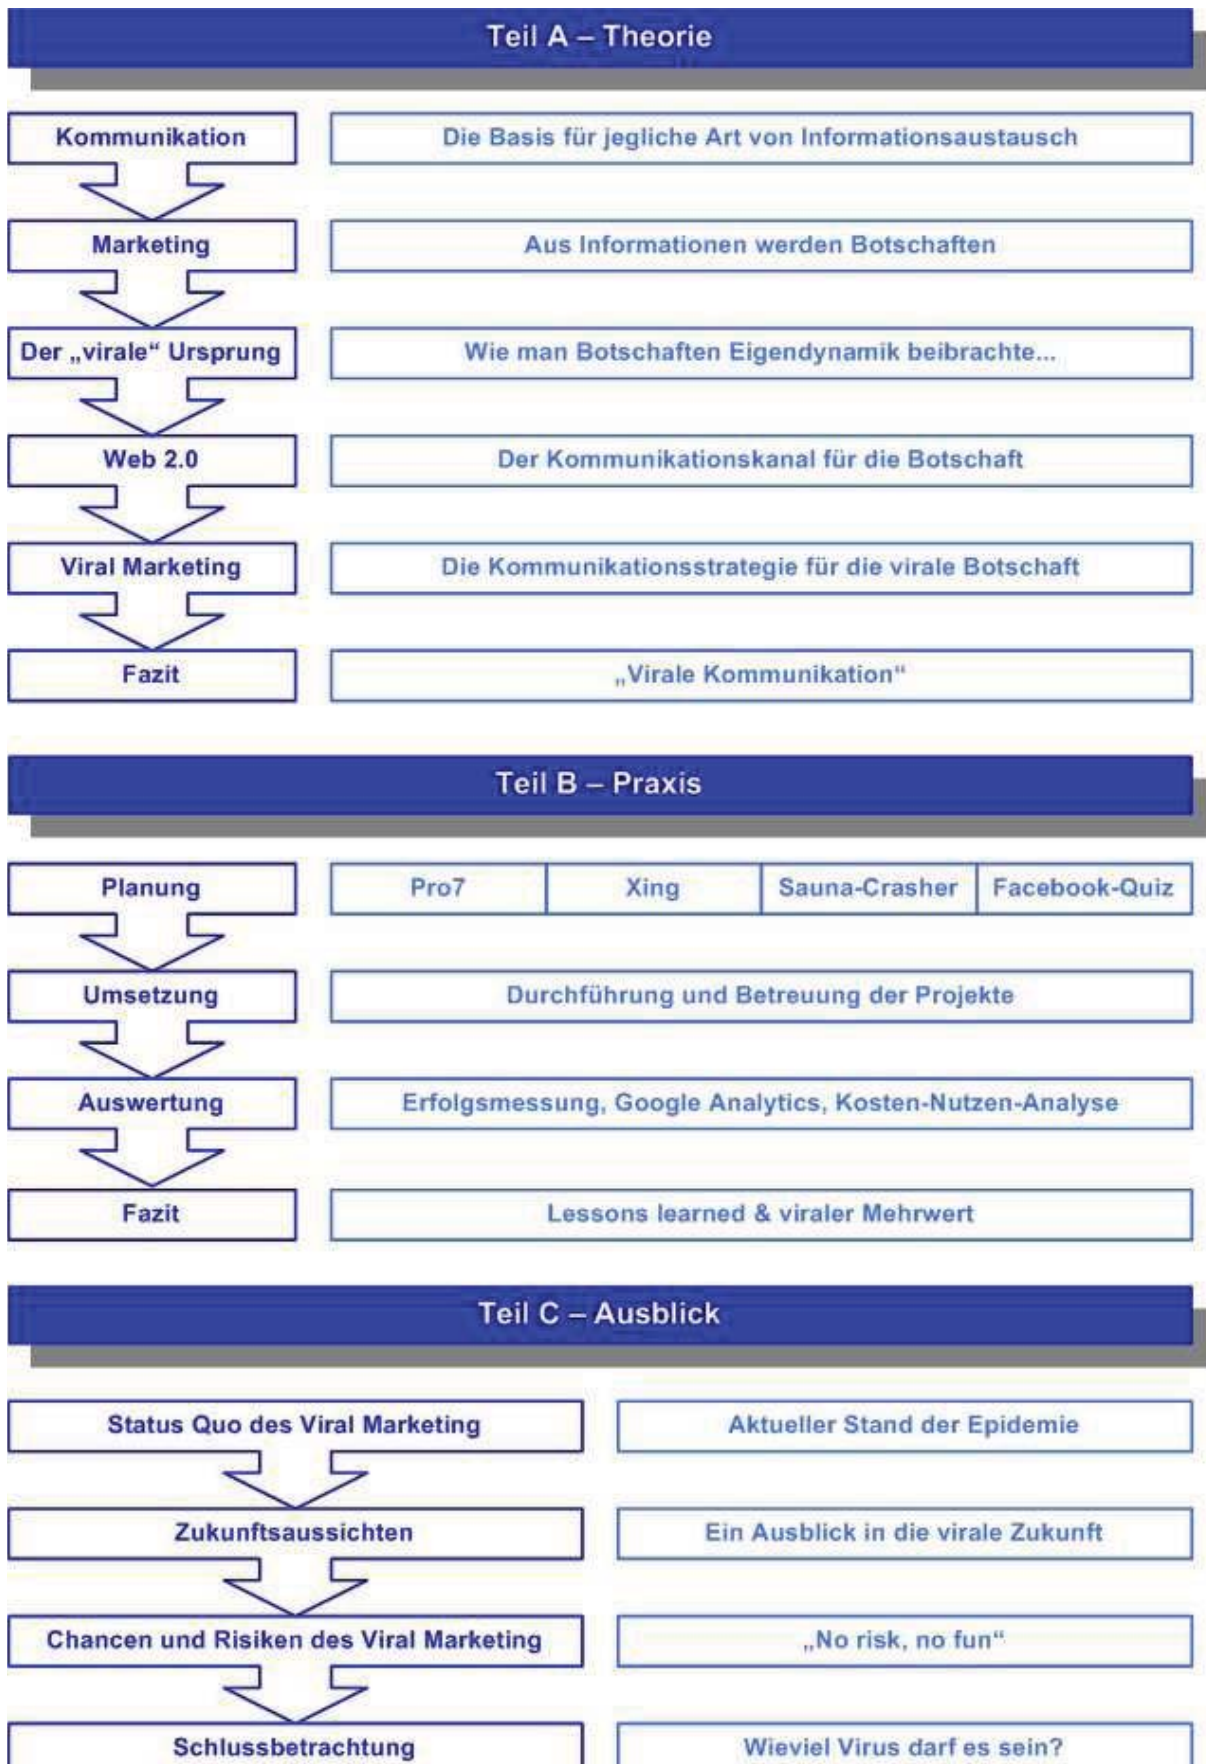 Teil A – Theorie
Kommunikation
Die Basis für jegliche Art von Informationsaustausch
Marketing
Aus Informationen werden Botschaften
Der „virale“ Ursprung
Wie man Botschaften Eigendynamik beibrachte...
Web 2.0
Der Kommunikationskanal für die Botschaft
Viral Marketing
Die Kommunikationsstrategie für die virale Botschaft
Fazit
„Virale Kommunikation“
Teil B – Praxis
Planung
Pro7
Xing
Sauna-Crasher
Facebook-Quiz
Umsetzung
Durchführung und Betreuung der Projekte
Auswertung
Erfolgsmessung, Google Analytics, Kosten-Nutzen-Analyse
Fazit
Lessons learned & viraler Mehrwert
Teil C – Ausblick
Status Quo des Viral Marketing
Aktueller Stand der Epidemie
Zukunftsaussichten
Ein Ausblick in die virale Zukunft
Chancen und Risiken des Viral Marketing
„No risk, no fun“
Schlussbetrachtung
Wieviel Virus darf es sein?